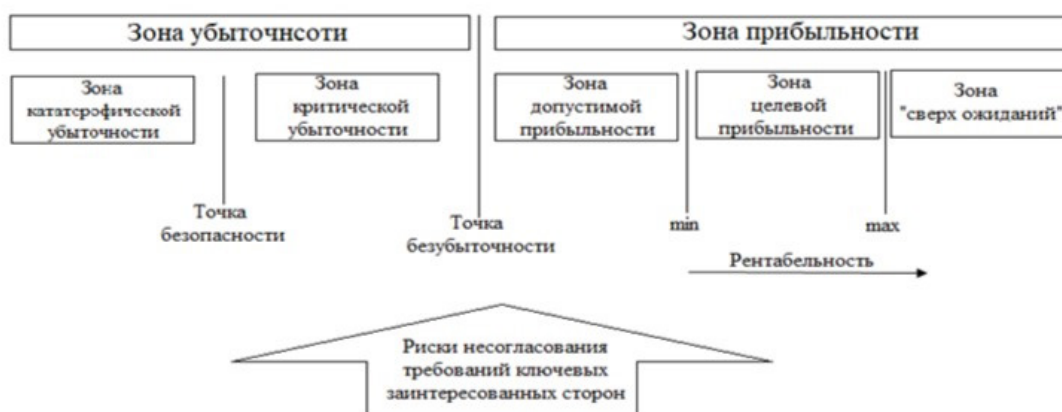 Зона убыточнсоти
Зона прибыльности
Зона
кататерофической
убыточности
Зона
критической
убыточности
Зона
допустимой
прибыльности
Зона
целевой
прибыльности
Зона
"сверх ожиданий"
Точка
безопасности
Точка
безубыточности
min
max
Рентабельность
Риски несогласования
требований ключевых
заинтересованных сторон